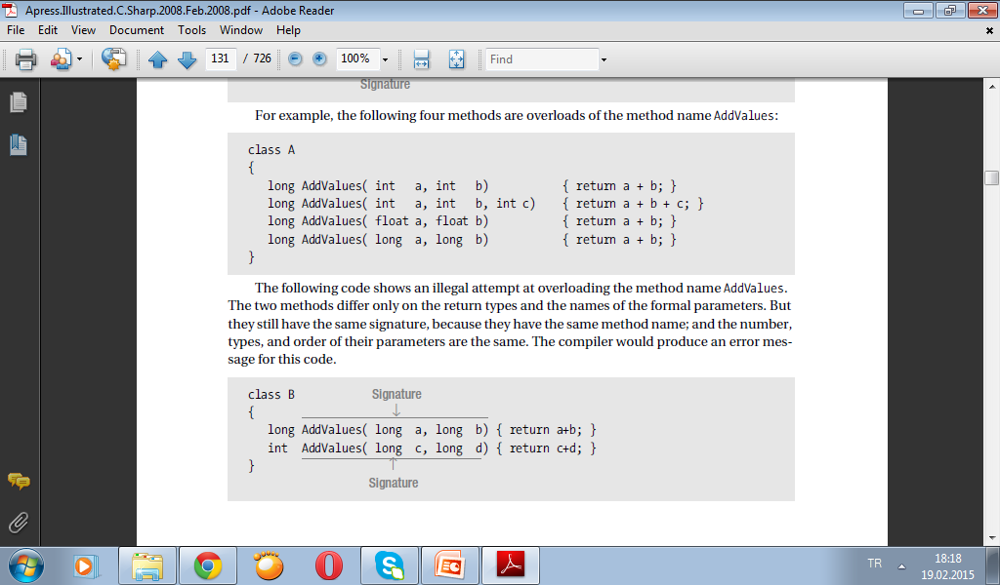 Apress.Illustrated.C.Sharp.2008.Feb.2008.pdf - Adobe Reader
File Edit View Document Tools Window Help
131 / 726 100% Find
Signature
For example, the following four methods are overloads of the method name AddValues:
class A
{
long AddValues( int a, int b) { return a + b; }
long AddValues( int a, int b, int c) { return a + b + c; }
long AddValues( float a, float b) { return a + b; }
long AddValues( long a, long b) { return a + b; }
}
The following code shows an illegal attempt at overloading the method name AddValues.
The two methods differ only on the return types and the names of the formal parameters. But
they still have the same signature, because they have the same method name; and the number,
types, and order of their parameters are the same. The compiler would produce an error mes-
sage for this code.
class B Signature
{
long AddValues( long a, long b) { return a+b; }
int AddValues( long c, long d) { return c+d; }
}
Signature
TR 18:18
19.02.2015